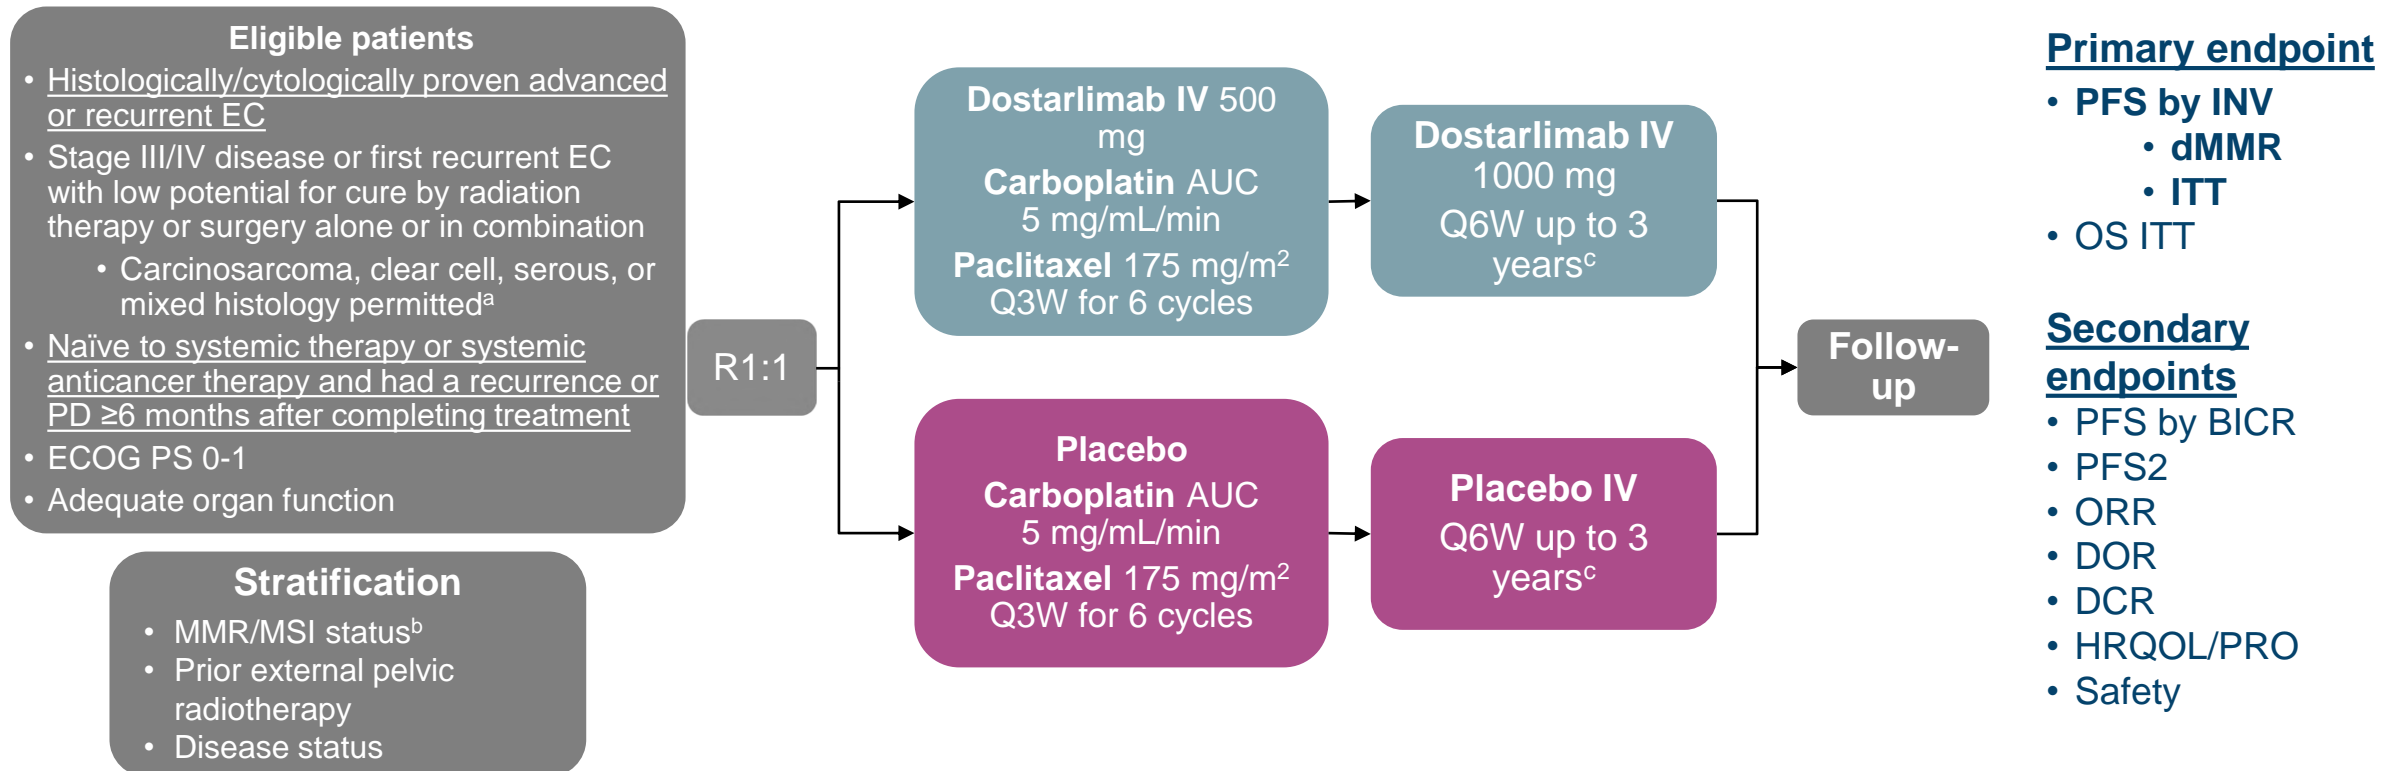 Eligible patients
• Histologically/cytologically proven advanced
or recurrent EC
• Stage III/IV disease or first recurrent EC
with low potential for cure by radiation
therapy or surgery alone or in combination
• Carcinosarcoma, clear cell, serous, or
mixed histology permittedᵃ
• Naïve to systemic therapy or systemic
anticancer therapy and had a recurrence or
PD ≥6 months after completing treatment
• ECOG PS 0-1
• Adequate organ function
Stratification
• MMR/MSI statusᵇ
• Prior external pelvic
radiotherapy
• Disease status
R1:1
Dostarlimab IV 500
mg
Carboplatin AUC
5 mg/mL/min
Paclitaxel 175 mg/m²
Q3W for 6 cycles
Dostarlimab IV
1000 mg
Q6W up to 3
yearsᶜ
Placebo
Carboplatin AUC
5 mg/mL/min
Paclitaxel 175 mg/m²
Q3W for 6 cycles
Placebo IV
Q6W up to 3
yearsᶜ
Follow-
up
Primary endpoint
• PFS by INV
• dMMR
• ITT
• OS ITT
Secondary
endpoints
• PFS by BICR
• PFS2
• ORR
• DOR
• DCR
• HRQOL/PRO
• Safety